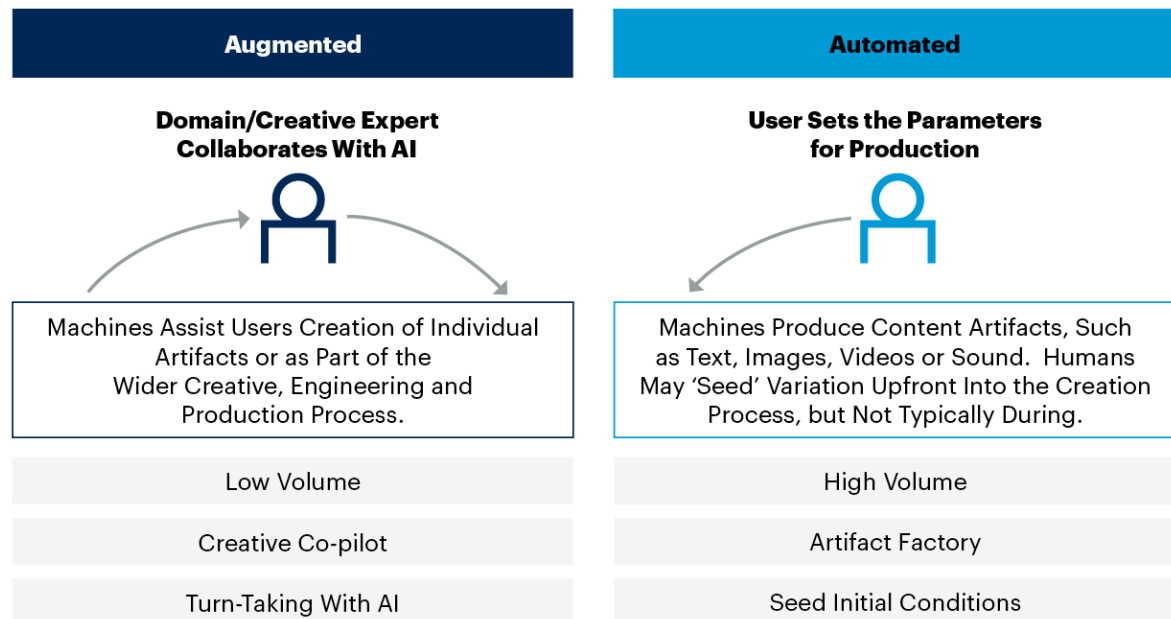 Augmented
Domain/Creative Expert
Collaborates With AI
Machines Assist Users Creation of Individual
Artifacts or as Part of the
Wider Creative, Engineering and
Production Process.
Low Volume
Creative Co-pilot
Turn-Taking With AI
Automated
User Sets the Parameters
for Production
Machines Produce Content Artifacts, Such
as Text, Images, Videos or Sound.  Humans
May ‘Seed’ Variation Upfront Into the Creation
Process, but Not Typically During.
High Volume
Artifact Factory
Seed Initial Conditions